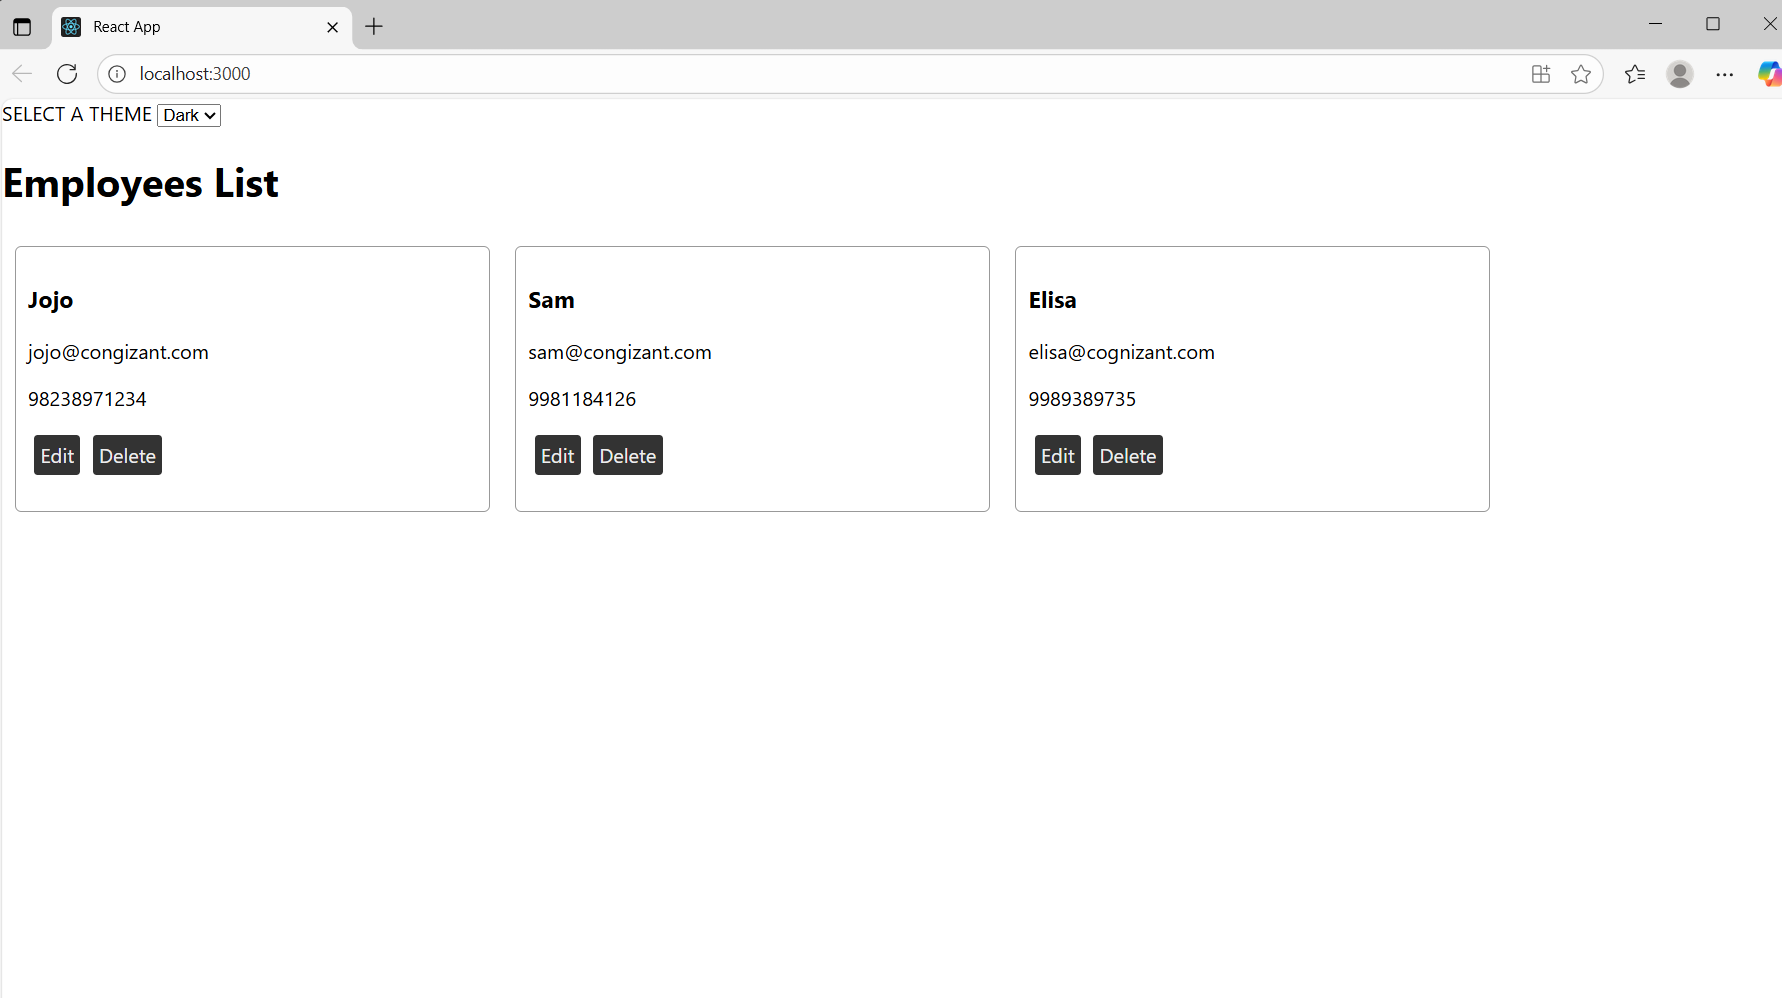 React App
localhost:3000
SELECT A THEME Dark
Employees List
Jojo
jojo@congizant.com
98238971234
Edit Delete
Sam
sam@congizant.com
9981184126
Edit Delete
Elisa
elisa@cognizant.com
9989389735
Edit Delete